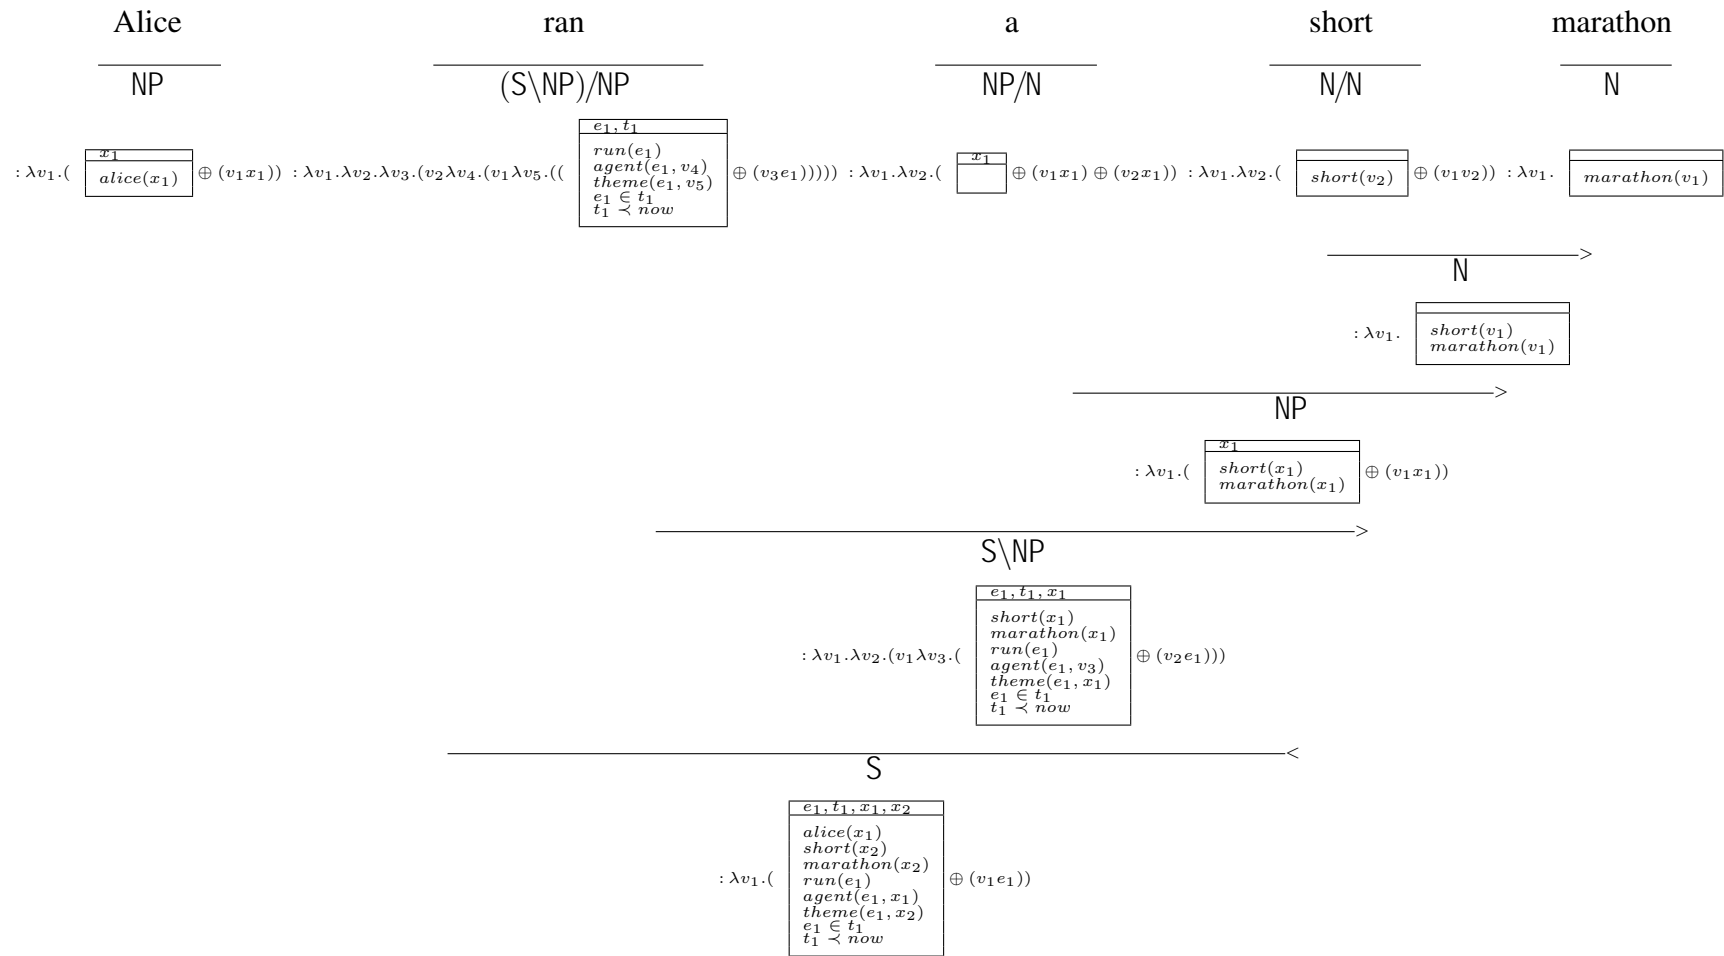 Alice ran a short marathon
NP (S\NP)/NP NP/N N/N N
: λv₁.( x₁ alice(x₁) ⊕ (v₁x₁)) : λv₁.λv₂.λv₃.(v₂λv₄.(v₁λv₅.(( e₁, t₁ run(e₁) agent(e₁, v₄) theme(e₁, v₅) e₁ ∈ t₁ t₁ ≺ now ⊕ (v₃e₁))))) : λv₁.λv₂.( x₁ ⊕ (v₁x₁) ⊕ (v₂x₁)) : λv₁.λv₂.( short(v₂) ⊕ (v₁v₂)) : λv₁. marathon(v₁)
>
N
: λv₁. short(v₁)
marathon(v₁)
>
NP
x₁
: λv₁.( short(x₁) ⊕ (v₁x₁))
marathon(x₁)
>
S\NP
e₁, t₁, x₁
short(x₁)
marathon(x₁)
run(e₁)
: λv₁.λv₂.(v₁λv₃.( agent(e₁, v₃) ⊕ (v₂e₁)))
theme(e₁, x₁)
e₁ ∈ t₁
t₁ ≺ now
<
S
e₁, t₁, x₁, x₂
alice(x₁)
short(x₂)
marathon(x₂)
: λv₁.( run(e₁) ⊕ (v₁e₁))
agent(e₁, x₁)
theme(e₁, x₂)
e₁ ∈ t₁
t₁ ≺ now